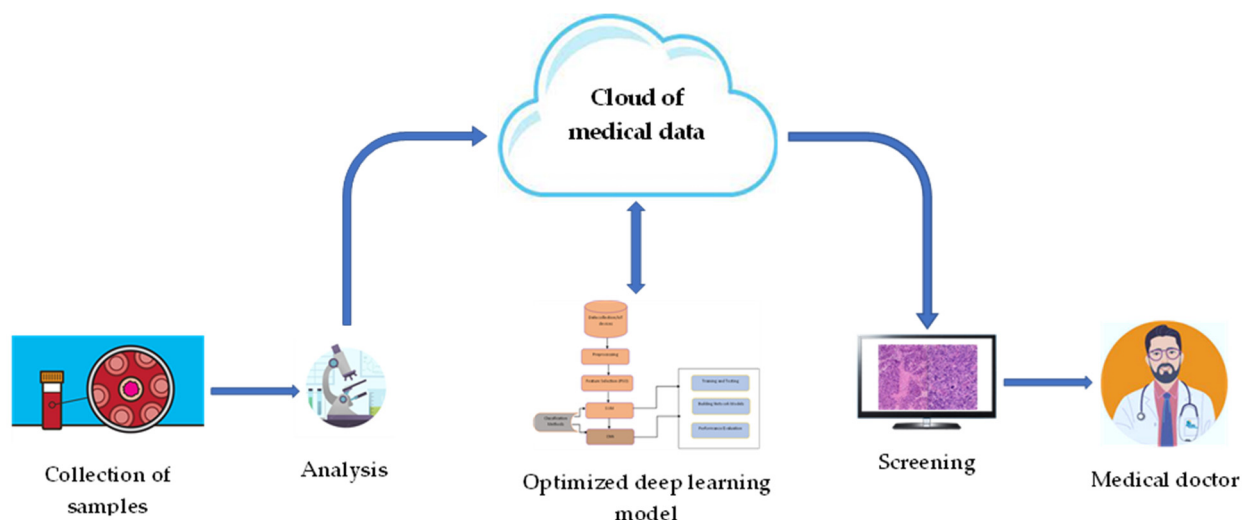 Cloud of
medical data
Preprocessing
Training and Testing
Building Network Models
Performance Evaluation
Classification
Methods
Collection of
samples
Analysis
Optimized deep learning
model
Screening
Medical doctor